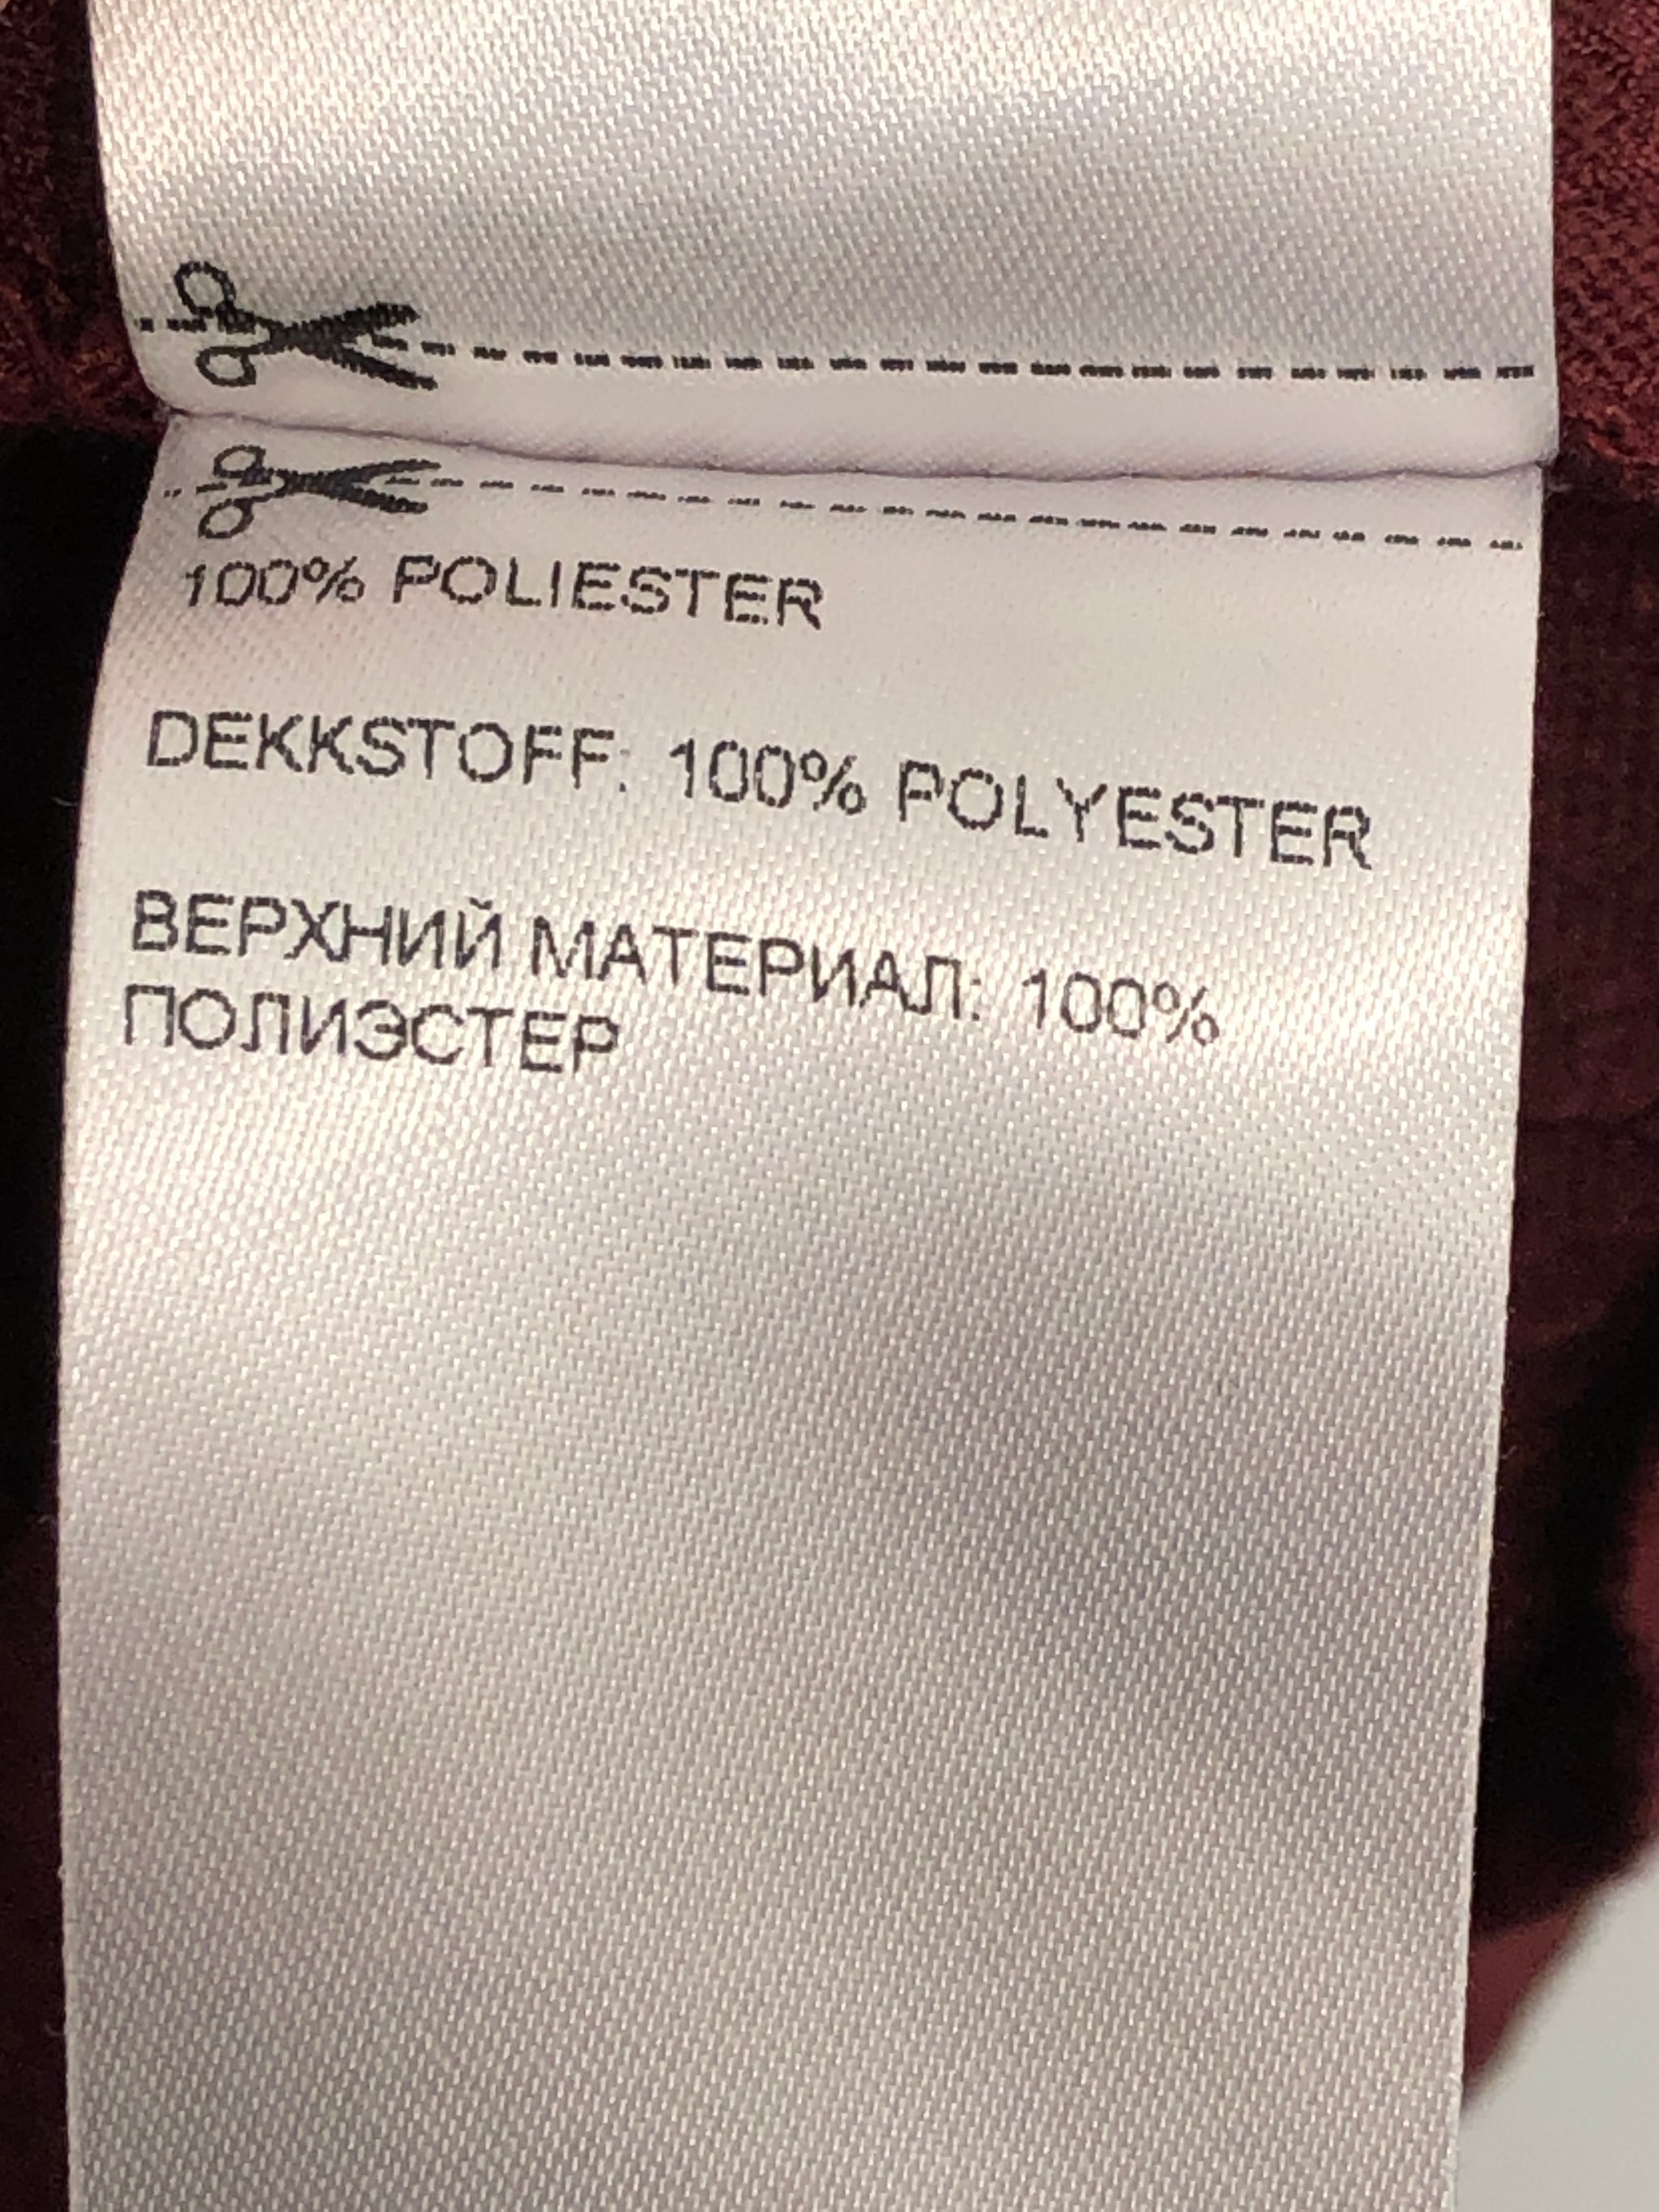 100% POLIESTER
DEKKSTOFF: 100% POLYESTER
ВЕРХНИЙ МАТЕРИАЛ: 100%
ПОЛИЭСТЕР